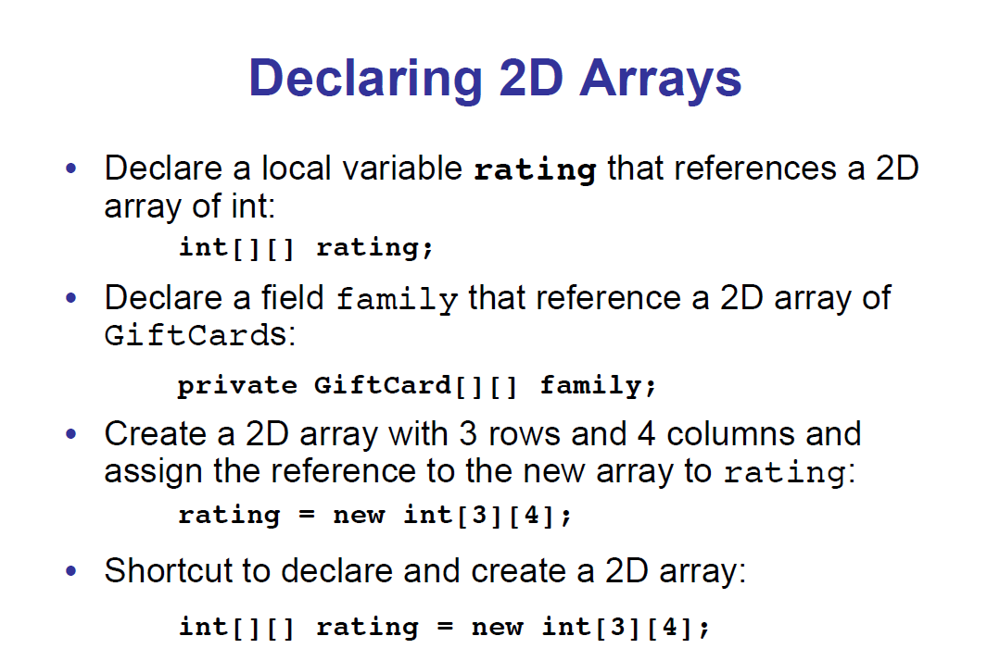 Declaring 2D Arrays
• Declare a local variable rating that references a 2D
array of int:
int[][] rating;
• Declare a field family that reference a 2D array of
GiftCards:
private GiftCard[][] family;
• Create a 2D array with 3 rows and 4 columns and
assign the reference to the new array to rating:
rating = new int[3][4];
• Shortcut to declare and create a 2D array:
int[][] rating = new int[3][4];